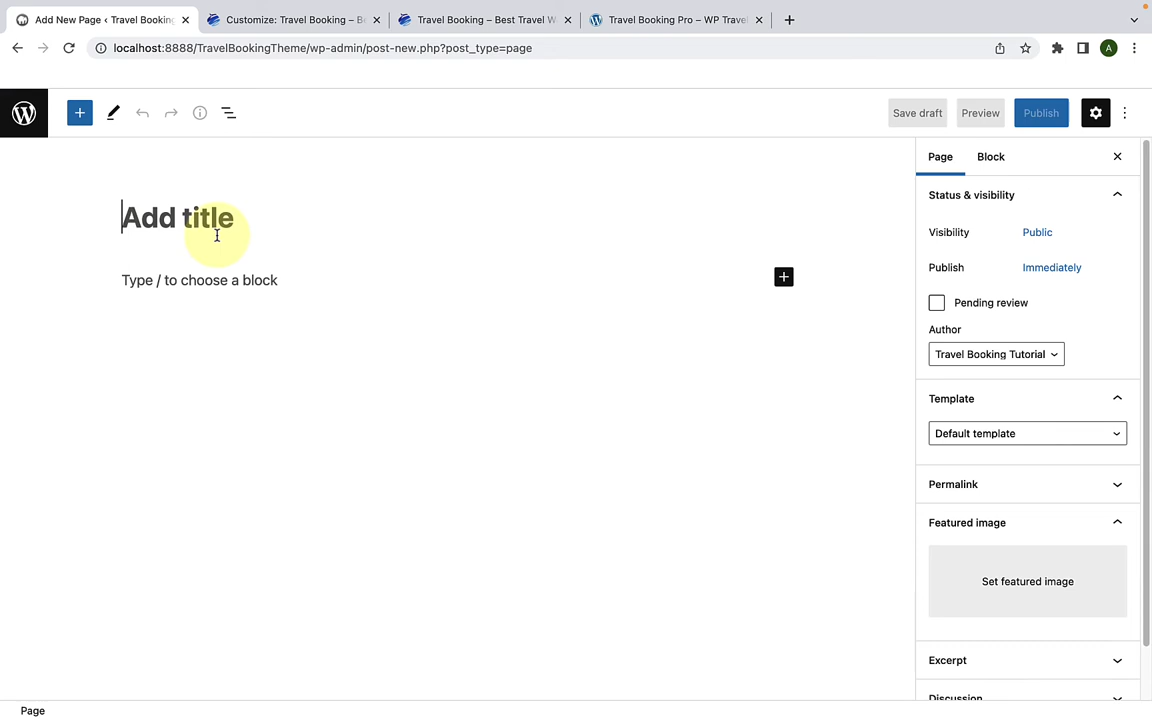 Add New Page ‹ Travel Booking
Customize: Travel Booking – Be
Travel Booking – Best Travel W
Travel Booking Pro – WP Trave
localhost:8888/TravelBookingTheme/wp-admin/post-new.php?post_type=page
A
Save draft
Preview
Publish
Page
Block
Status & visibility
Add title
Visibility
Public
Publish
Immediately
Type / to choose a block
Pending review
Author
Travel Booking Tutorial
Template
Default template
Permalink
Featured image
Set featured image
Excerpt
Discussion
Page